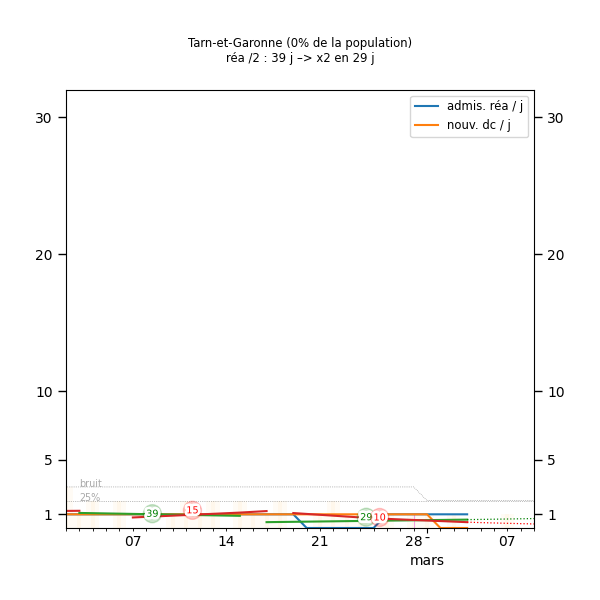 Tarn-et-Garonne (0% de la population)
réa /2 : 39 j –> x2 en 29 j
admis. réa / j
nouv. dc / j
30 30
20 20
10 10
5 5
bruit
25%
1 39 15 29 10 1
07 14 21 28 07
mars